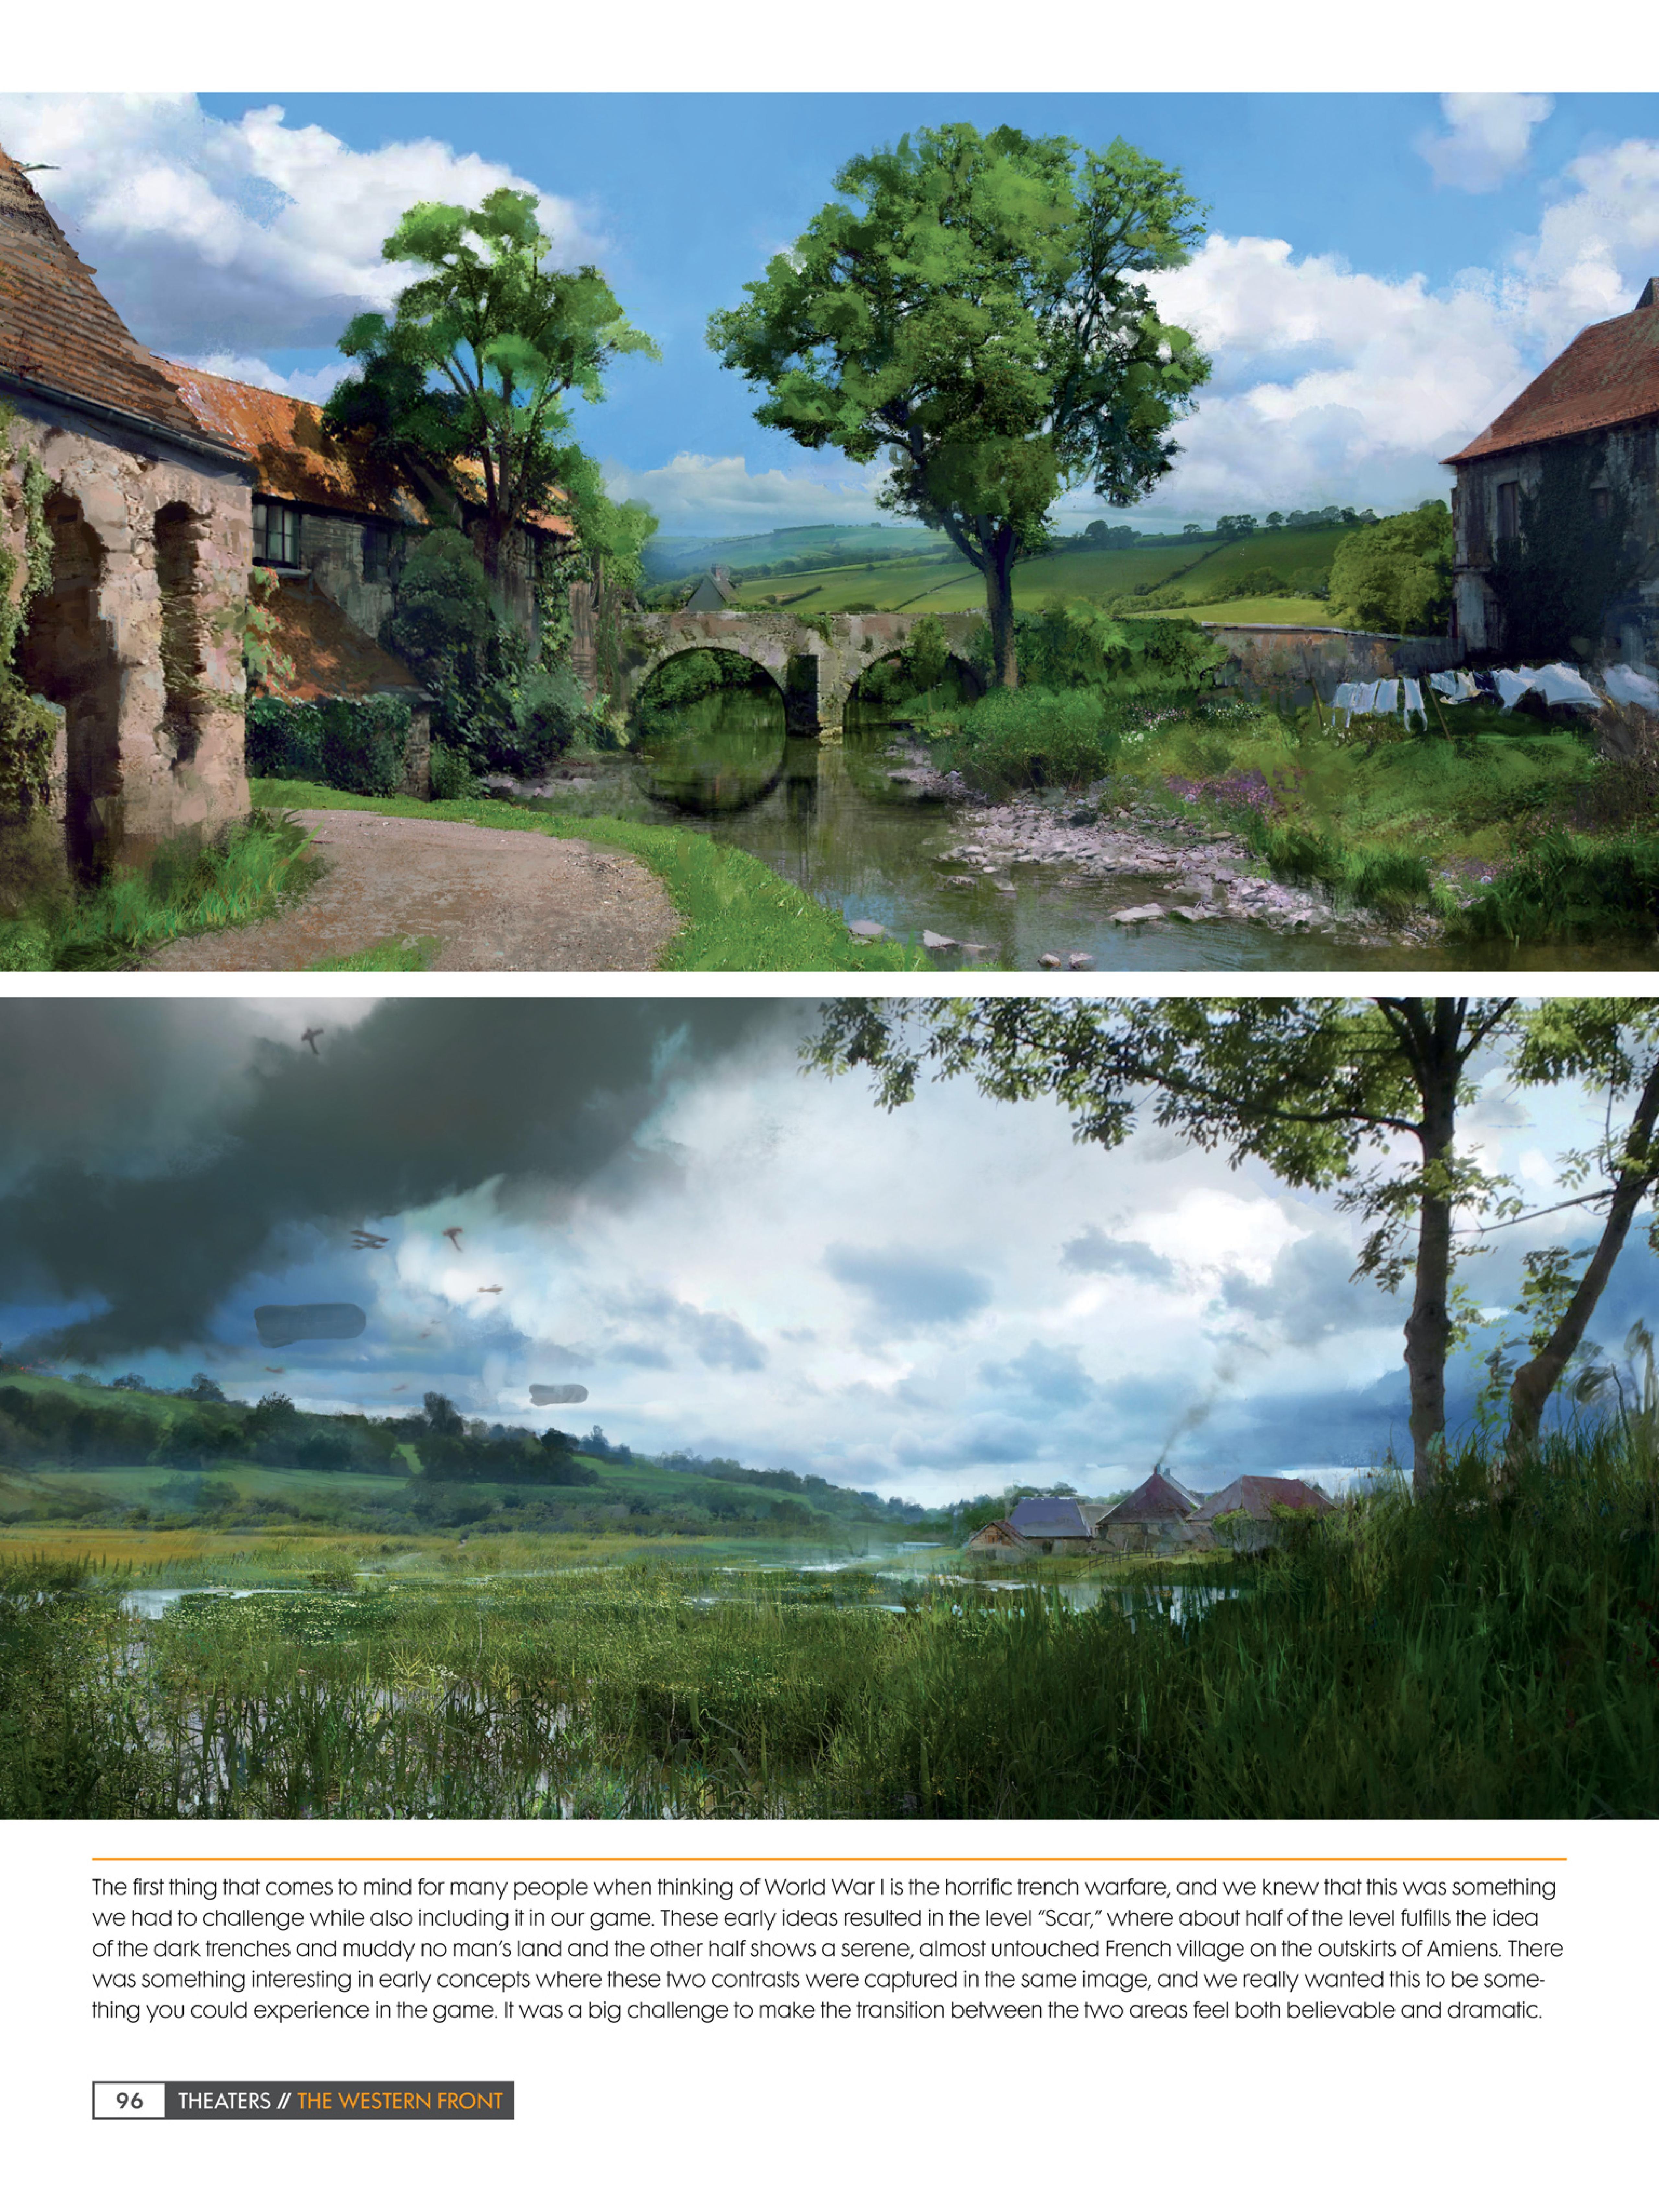 The first thing that comes to mind for many people when thinking of World War I is the horrific trench warfare, and we knew that this was something
we had to challenge while also including it in our game. These early ideas resulted in the level “Scar,” where about half of the level fulfills the idea
of the dark trenches and muddy no man’s land and the other half shows a serene, almost untouched French village on the outskirts of Amiens. There
was something interesting in early concepts where these two contrasts were captured in the same image, and we really wanted this to be some-
thing you could experience in the game. It was a big challenge to make the transition between the two areas feel both believable and dramatic.
96 THEATERS // THE WESTERN FRONT